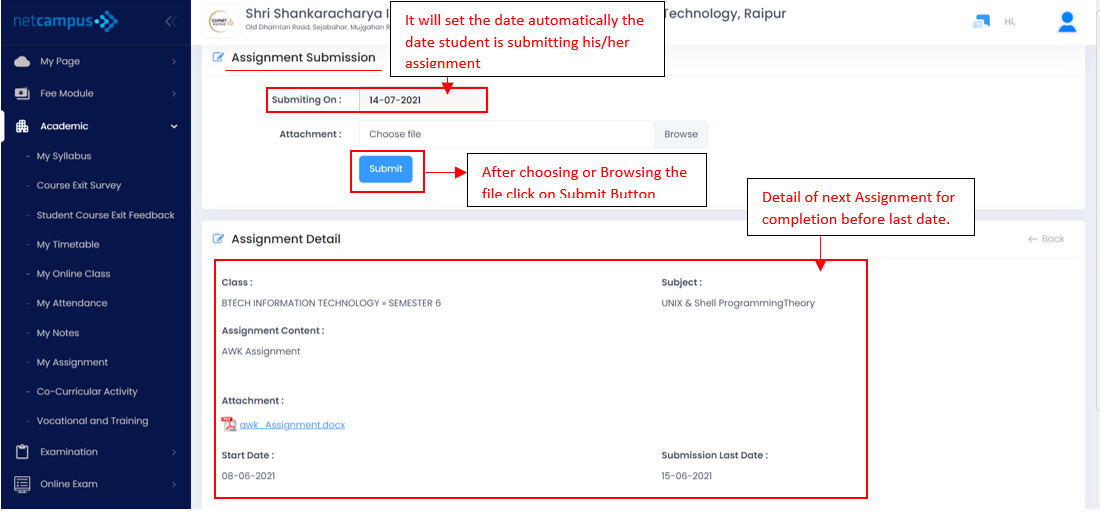 netcampus
Shri Shankaracharya I
Technology, Raipur
SSIPMT
Old Dhamtari Road, Sejabahar, Mujgahan R
Hi,
It will set the date automatically the
date student is submitting his/her
assignment
My Page
Fee Module
Academic
My Syllabus
Course Exit Survey
Student Course Exit Feedback
My Timetable
My Online Class
My Attendance
My Notes
My Assignment
Co-Curricular Activity
Vocational and Training
Examination
Online Exam
Assignment Submission
Submiting On :
14-07-2021
Attachment :
Choose file
Browse
Submit
After choosing or Browsing the
file click on Submit Button
Detail of next Assignment for
completion before last date.
Assignment Detail
Back
Class :
Subject :
BTECH INFORMATION TECHNOLOGY » SEMESTER 6
UNIX & Shell ProgrammingTheory
Assignment Content :
AWK Assignment
Attachment :
awk_Assignment.docx
Start Date :
Submission Last Date :
08-06-2021
15-06-2021